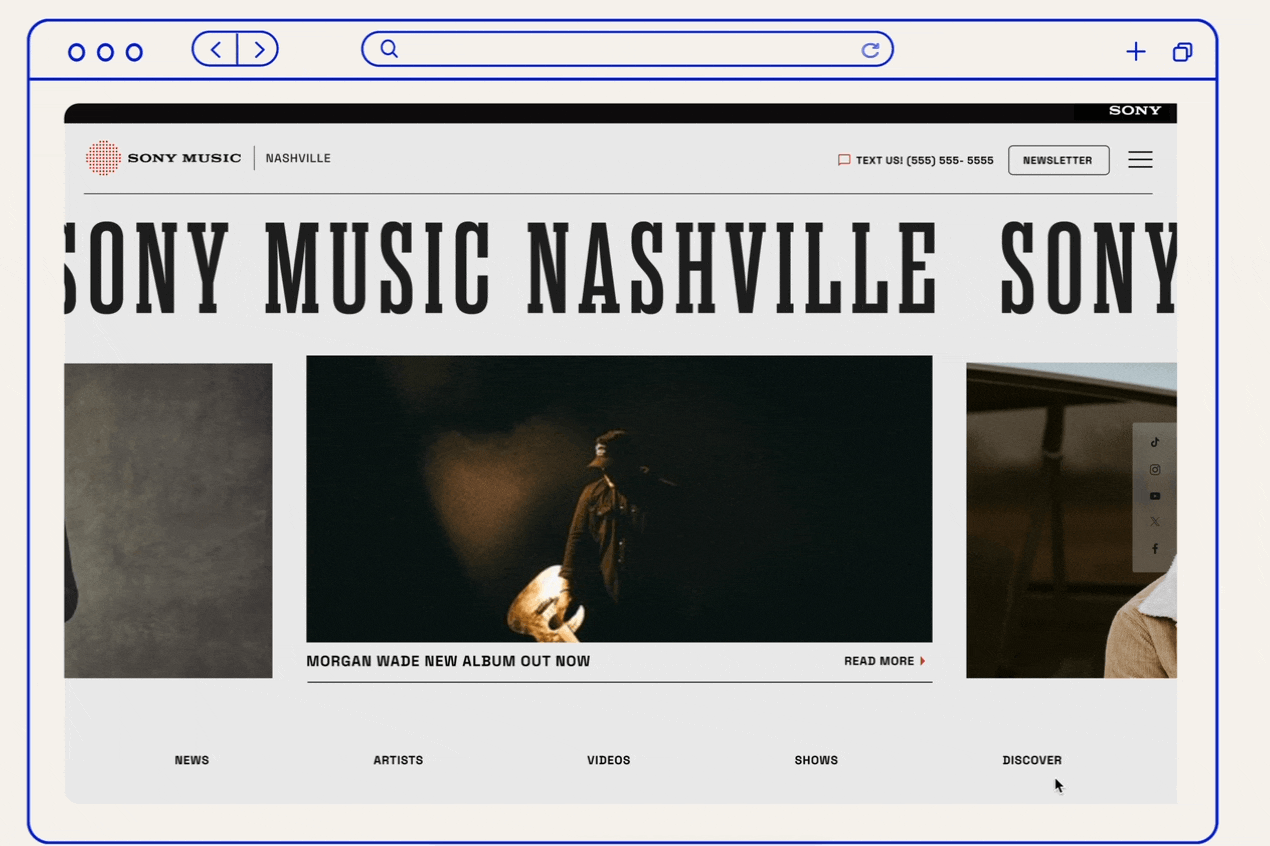 SONY
SONY MUSIC NASHVILLE
TEXT US! (555) 555- 5555
NEWSLETTER
SONY MUSIC NASHVILLE SONY
MORGAN WADE NEW ALBUM OUT NOW
READ MORE
NEWS ARTISTS VIDEOS SHOWS DISCOVER